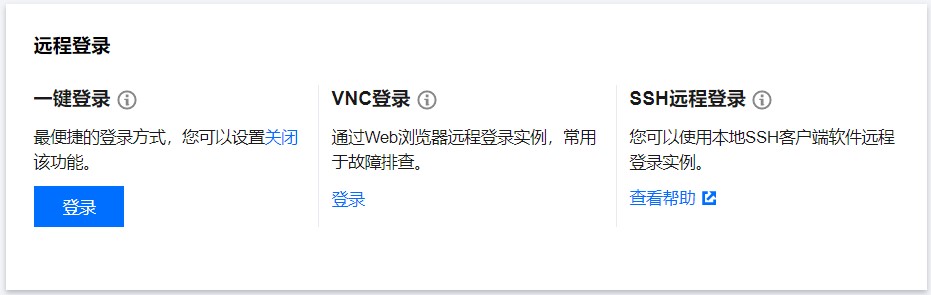 远程登录
一键登录
最便捷的登录方式，您可以设置关闭
该功能。
登录
VNC登录
通过Web浏览器远程登录实例，常用
于故障排查。
登录
SSH远程登录
您可以使用本地SSH客户端软件远程
登录实例。
查看帮助